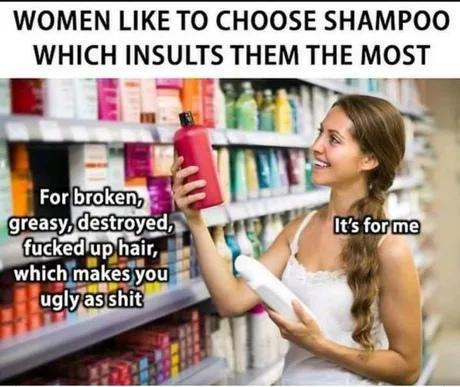 WOMEN LIKE TO CHOOSE SHAMPOO
WHICH INSULTS THEM THE MOST
For broken,
greasy, destroyed,
fucked up hair,
which makes you
ugly as shit
It's for me